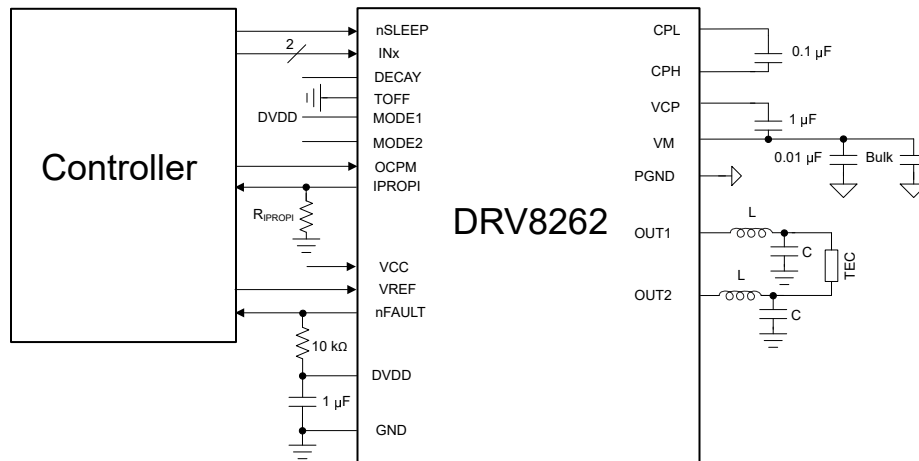 Controller
2
DVDD
R_IPROPI
10 kΩ
1 µF
nSLEEP
INx
DECAY
TOFF
MODE1
MODE2
OCPM
IPROPI
VCC
VREF
nFAULT
DVDD
GND
DRV8262
CPL
CPH
VCP
VM
PGND
OUT1
OUT2
0.1 µF
1 µF
0.01 µF
Bulk
L
C
TEC
L
C